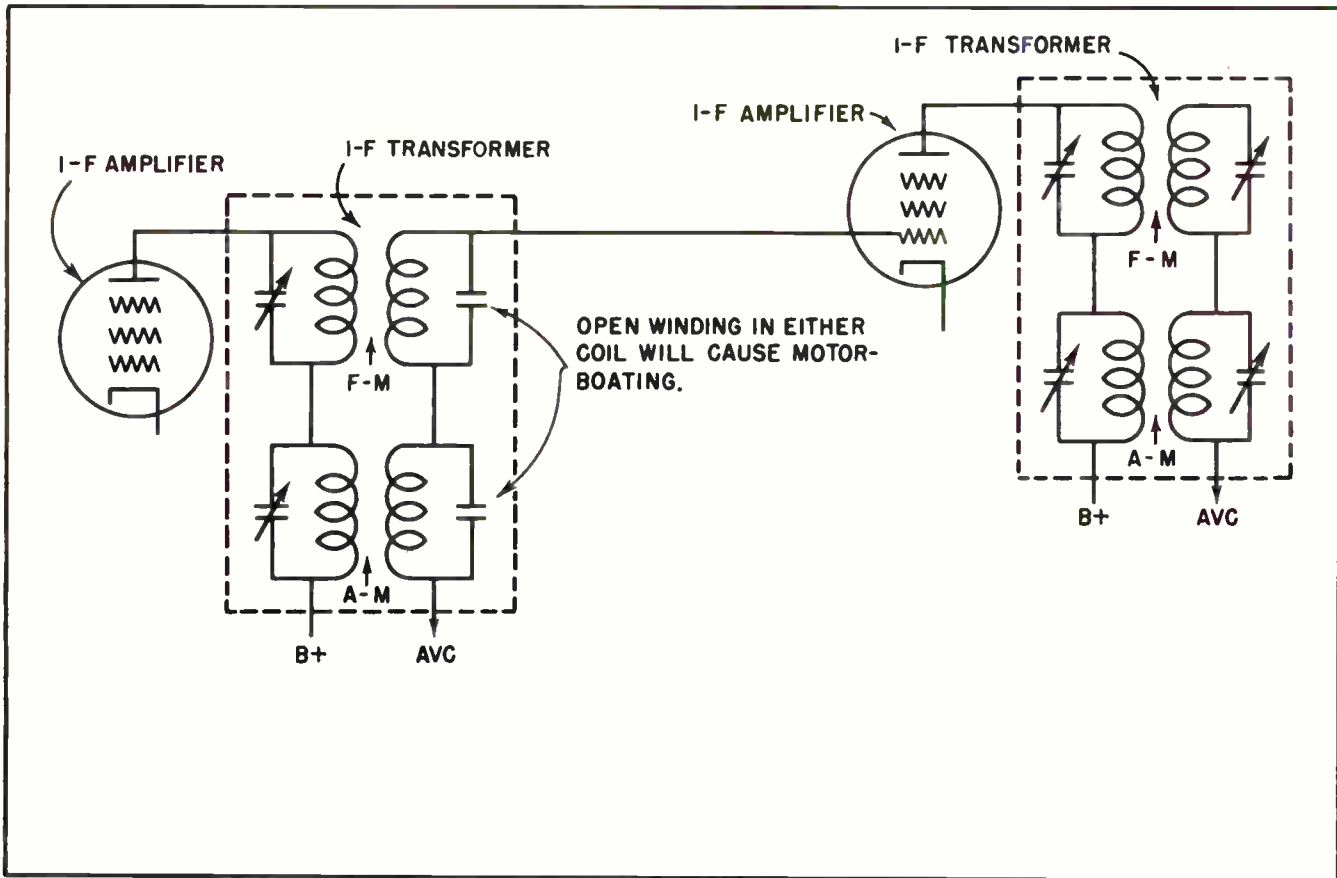 I-F TRANSFORMER
I-F AMPLIFIER
I-F TRANSFORMER
I-F AMPLIFIER
F-M
OPEN WINDING IN EITHER
COIL WILL CAUSE MOTOR-
BOATING.
F-M
A-M
B+
AVC
A-M
B+
AVC